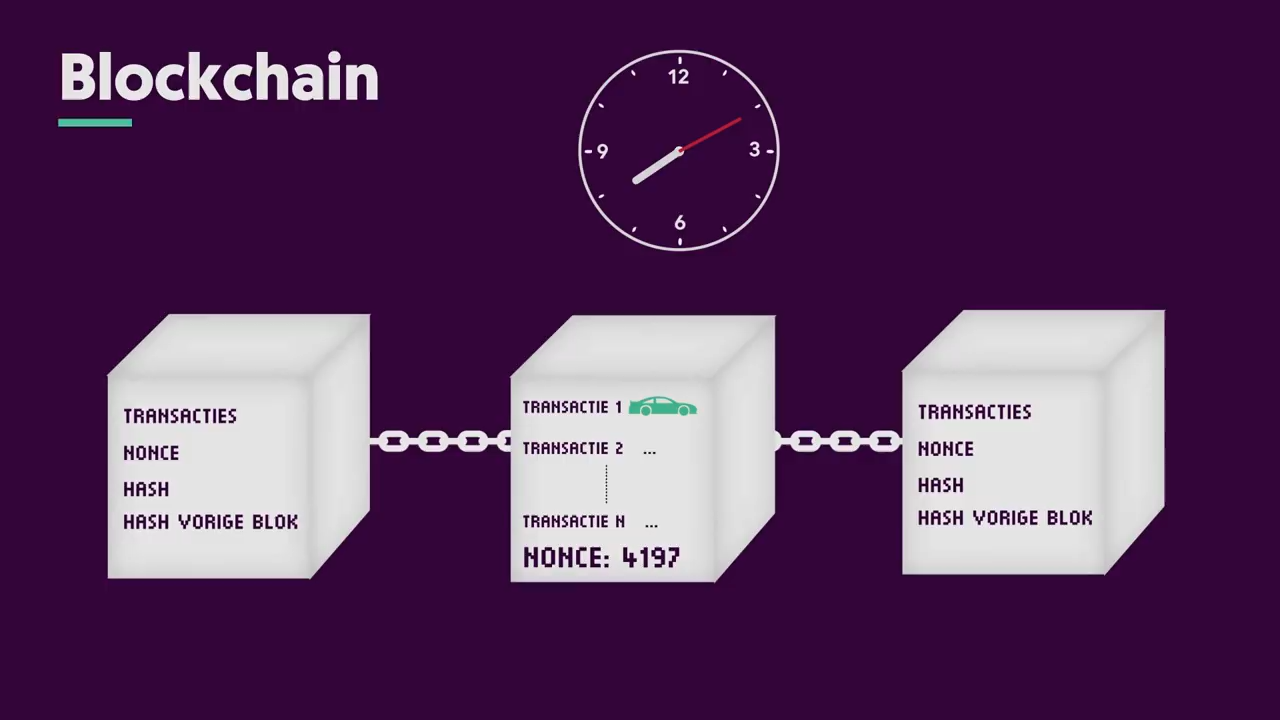 Blockchain
12
9
3
6
TRANSACTIES
NONCE
HASH
HASH VORIGE BLOK
TRANSACTIE 1
TRANSACTIE 2 ...
TRANSACTIE N ...
NONCE: 4197
TRANSACTIES
NONCE
HASH
HASH VORIGE BLOK